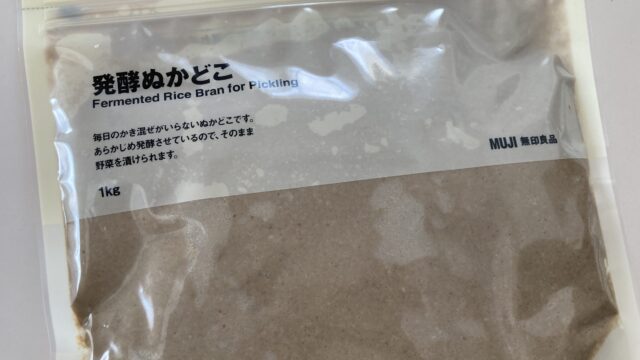 発酵ぬかどこ
Fermented Rice Bran for Pickling
毎日のかき混ぜがいらないぬかどこです。
あらかじめ発酵させているので、そのまま
野菜を漬けられます。
1kg
MUJI 無印良品